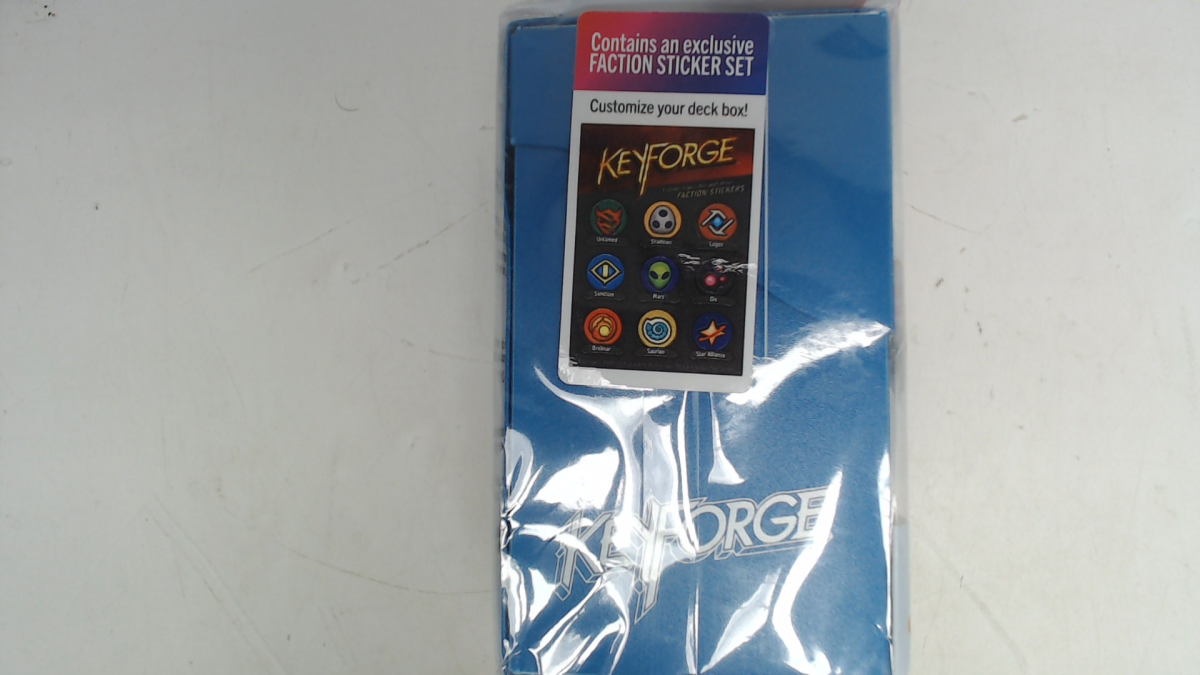 Contains an exclusive
FACTION STICKER SET
Customize your deck box!
KEYFORGE
FACTION STICKERS
Untamed
Shadows
Logos
Sanctum
Mars
Dis
Brobnar
Saurian
Star Alliance
KEYFORGE